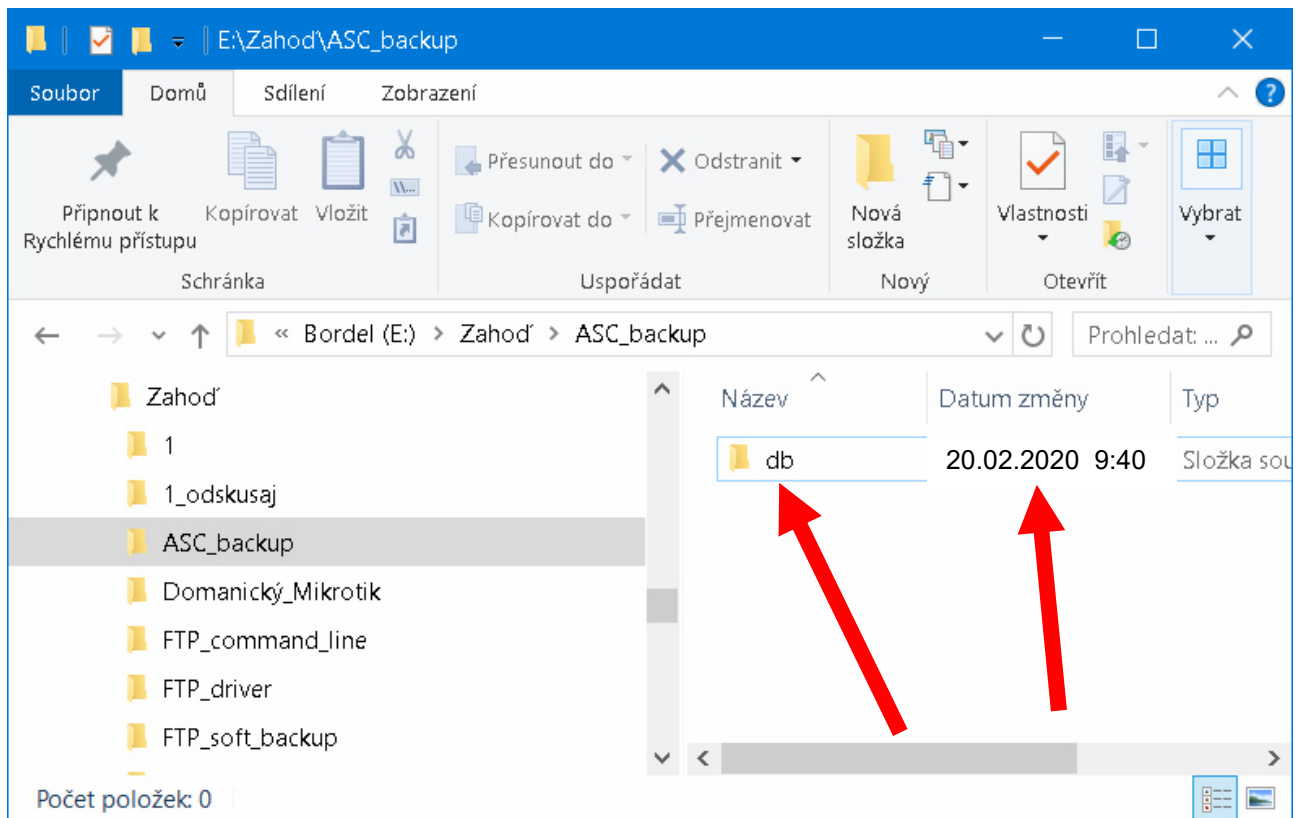 E:\Zahod\ASC_backup
Soubor Domů Sdílení Zobrazení
Připnout k Rychlému přístupu
Kopírovat
Vložit
Schránka
Přesunout do
Kopírovat do
Odstranit
Přejmenovat
Uspořádat
Nová složka
Nový
Vlastnosti
Otevřít
Vybrat
« Bordel (E:) > Zahoď > ASC_backup
Prohledat: ...
Zahoď
1
1_odskusaj
ASC_backup
Domanický_Mikrotik
FTP_command_line
FTP_driver
FTP_soft_backup
Název Datum změny Typ
db 20.02.2020 9:40 Složka sou
Počet položek: 0